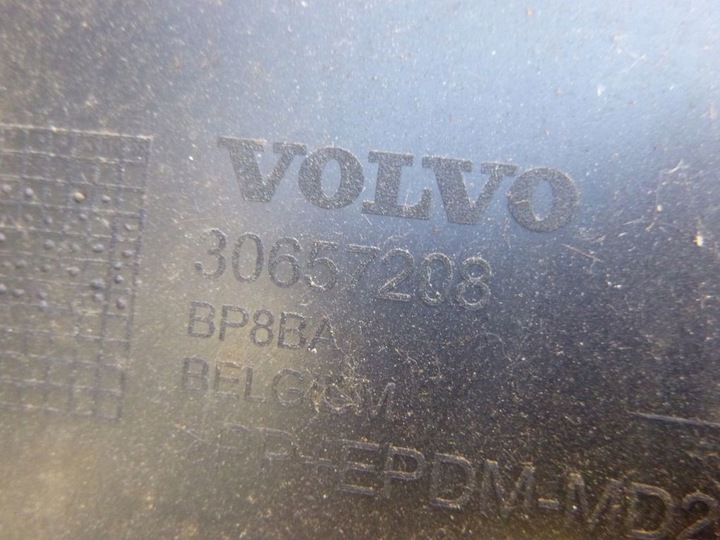 VOLVO
30657208
BP8BA
BELGIUM
>PP+EPDM-MD2